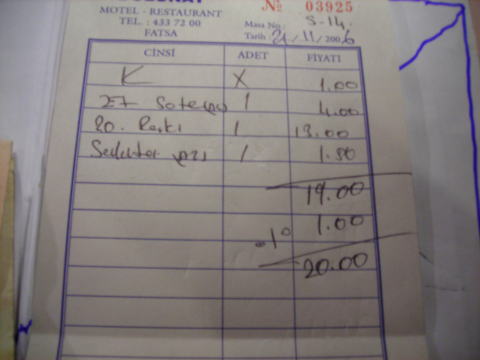 MOTEL - RESTAURANT
TEL. : 433 72 00
FATSA
№ 03925
Masa No : S-14
Tarih : 21/11/2006
CİNSİ ADET FİYATI
K X 1.00
ET Sote 1 4.00
20. Rakı 1 13.00
1 1.50
19.00
1.00
20.00